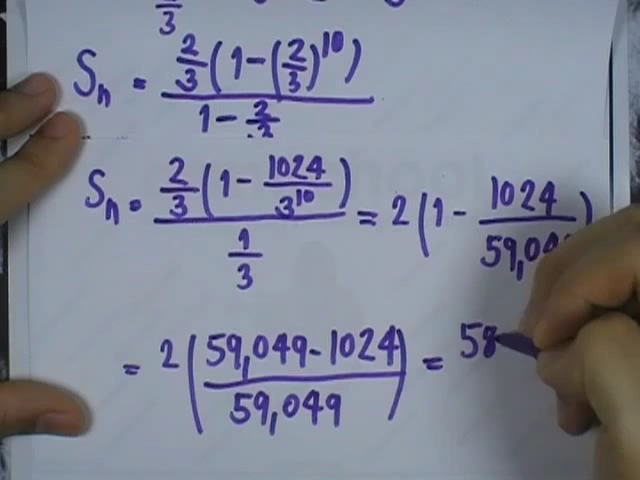 3
Sn = 2/3 (1 - (2/3)^10) / 1 - 2/3
Sn = 2/3 (1 - 1024/3^10) / 1/3 = 2 (1 - 1024/59,049)
= 2 (59,049 - 1024 / 59,049) = 58